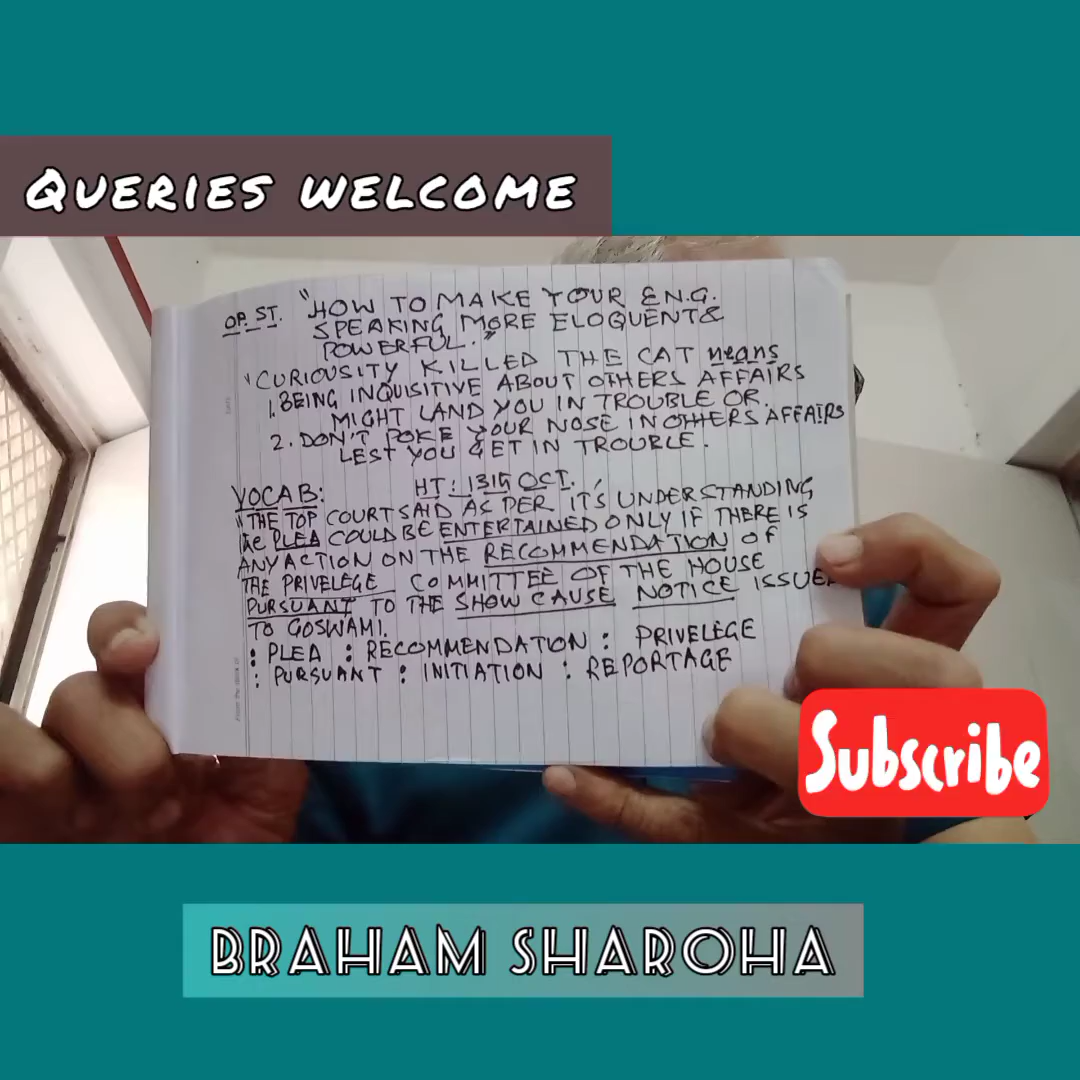 QUERIES WELCOME
OP. ST. "HOW TO MAKE YOUR ENG.
SPEAKING MORE ELOQUENT &
POWERFUL."
"CURIOUSITY KILLED THE CAT means
1. BEING INQUISITIVE ABOUT OTHERS AFFAIRS
MIGHT LAND YOU IN TROUBLE OR.
2. DON'T POKE YOUR NOSE IN OTHERS AFFAIRS
LEST YOU GET IN TROUBLE.
VOCAB: HT: 13TH OCT.
"THE TOP COURT SAID AS PER IT'S UNDERSTANDING
THE PLEA COULD BE ENTERTAINED ONLY IF THERE IS
ANY ACTION ON THE RECOMMENDATION OF
THE PRIVELEGE COMMITTEE OF THE HOUSE
PURSUANT TO THE SHOW CAUSE NOTICE ISSUED
TO GOSWAMI.
: PLEA : RECOMMENDATION : PRIVELEGE
: PURSUANT : INITIATION : REPORTAGE
Subscribe
BRAHAM SHAROHA